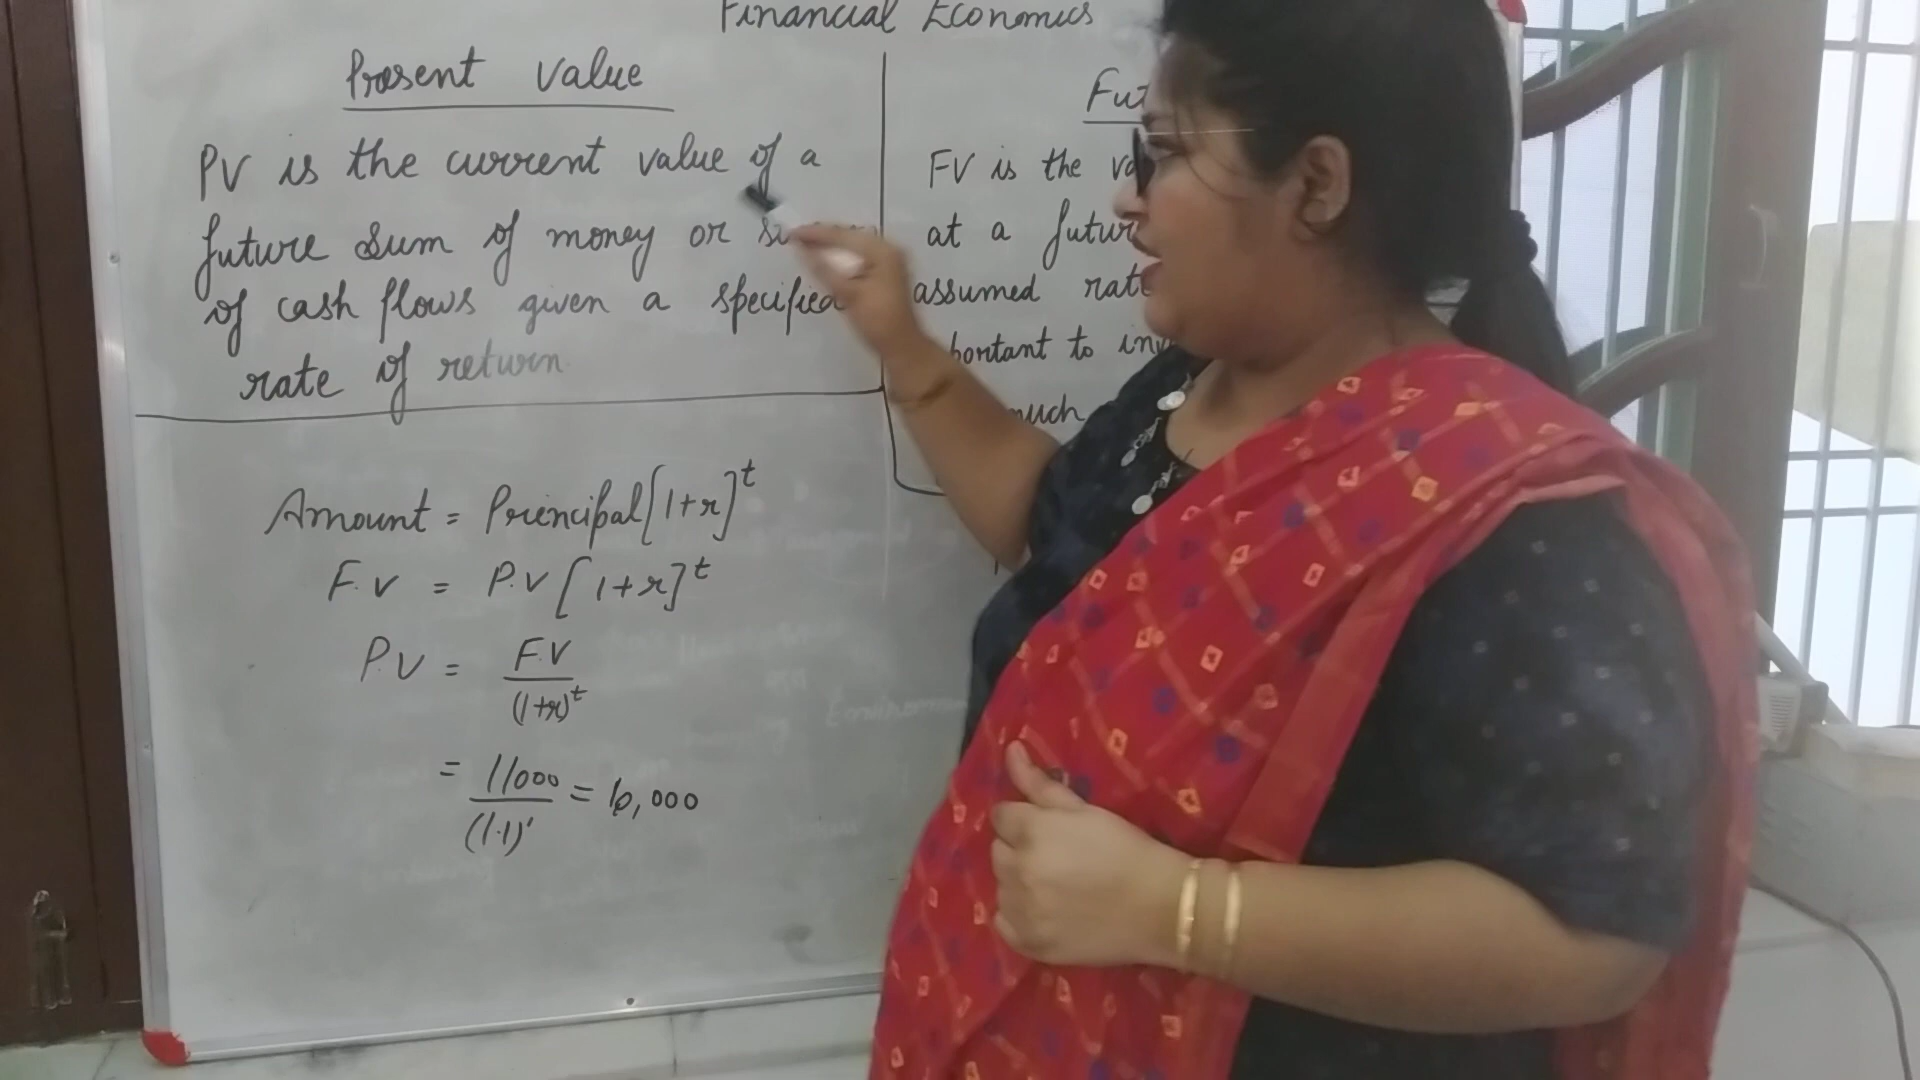 Financial Economics
Present Value
PV is the current value of a
future sum of money or
of cash flows given a specified
rate of return.
Amount = Principal [1+r]^t
F.V = P.V [1+r]^t
P.V = F.V / (1+r)^t
= 11000 / (1.1)^1 = 10,000
FV is the
at a
assumed
to
much